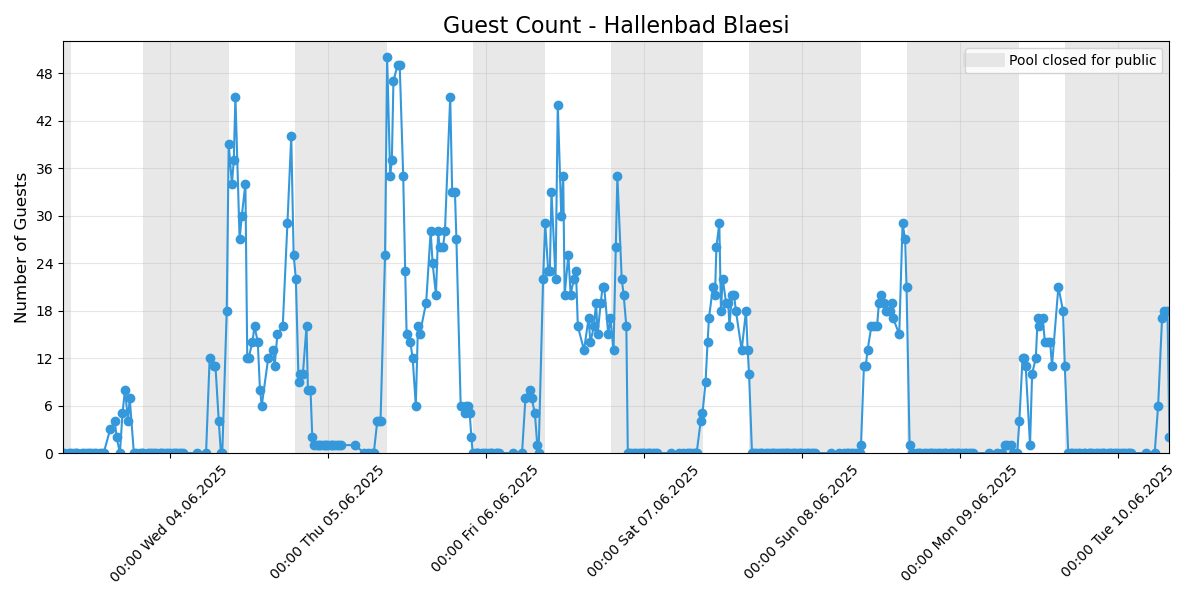 Guest Count - Hallenbad Blaesi
Pool closed for public
Number of Guests
48
42
36
30
24
18
12
6
0
00:00 Wed 04.06.2025
00:00 Thu 05.06.2025
00:00 Fri 06.06.2025
00:00 Sat 07.06.2025
00:00 Sun 08.06.2025
00:00 Mon 09.06.2025
00:00 Tue 10.06.2025